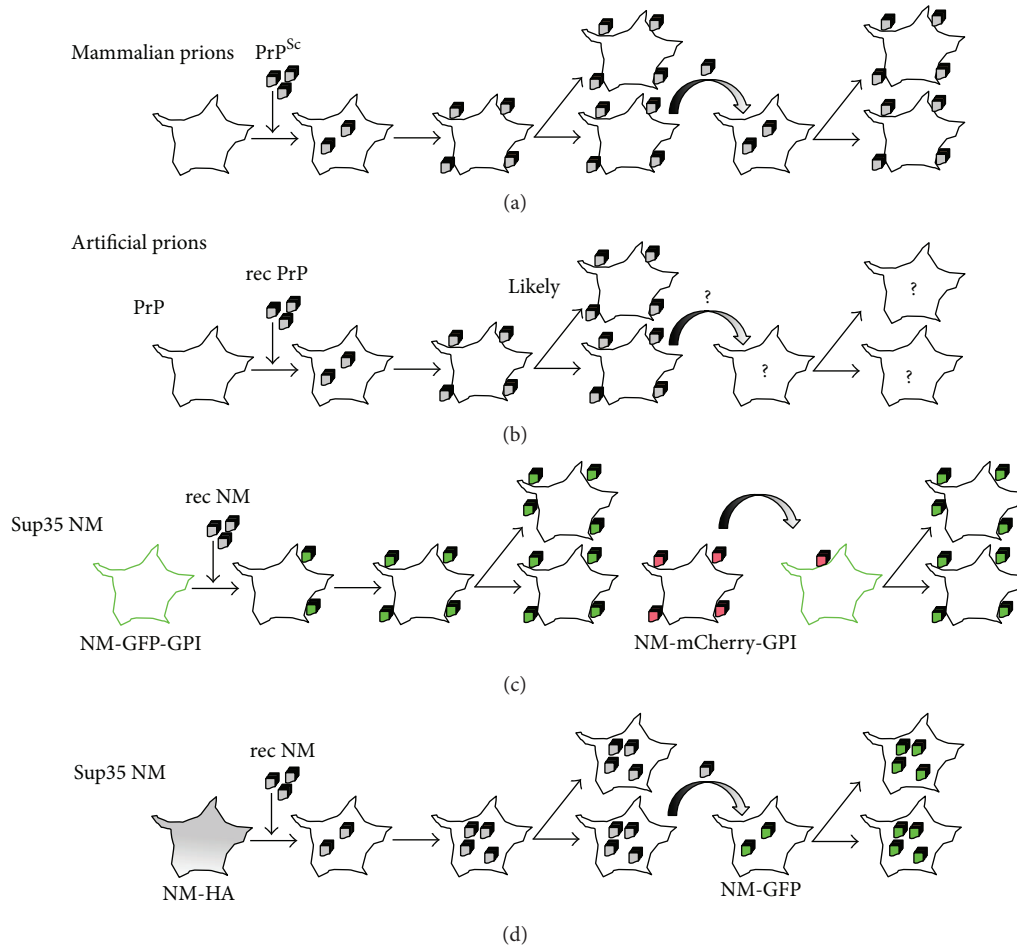 Mammalian prions
PrP^Sc
(a)
Artificial prions
PrP
rec PrP
Likely
?
?
?
?
(b)
Sup35 NM
rec NM
NM-GFP-GPI
NM-mCherry-GPI
(c)
Sup35 NM
rec NM
NM-HA
NM-GFP
(d)